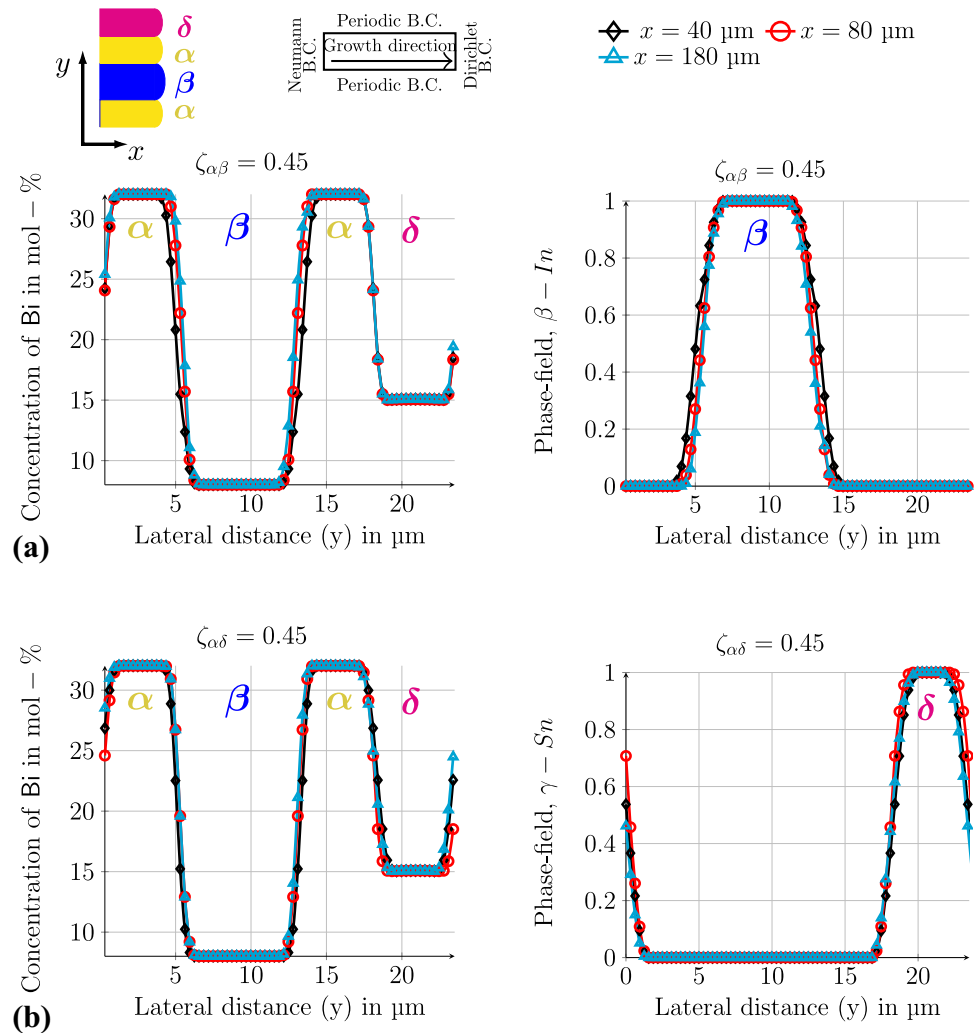 δ
α
β
α
y
x
Periodic B.C.
Neumann B.C.
Growth direction
Dirichlet B.C.
Periodic B.C.
x = 40 µm
x = 80 µm
x = 180 µm
ζαβ = 0.45
Concentration of Bi in mol – %
30
20
10
α
β
α
δ
5
10
15
20
Lateral distance (y) in µm
(a)
ζαβ = 0.45
Phase-field, β − In
1
0.8
0.6
0.4
0.2
0
β
5
10
15
20
Lateral distance (y) in µm
ζαδ = 0.45
Concentration of Bi in mol – %
30
25
20
15
10
α
β
α
δ
5
10
15
20
Lateral distance (y) in µm
(b)
ζαδ = 0.45
Phase-field, γ − Sn
1
0.8
0.6
0.4
0.2
0
δ
0
5
10
15
20
Lateral distance (y) in µm